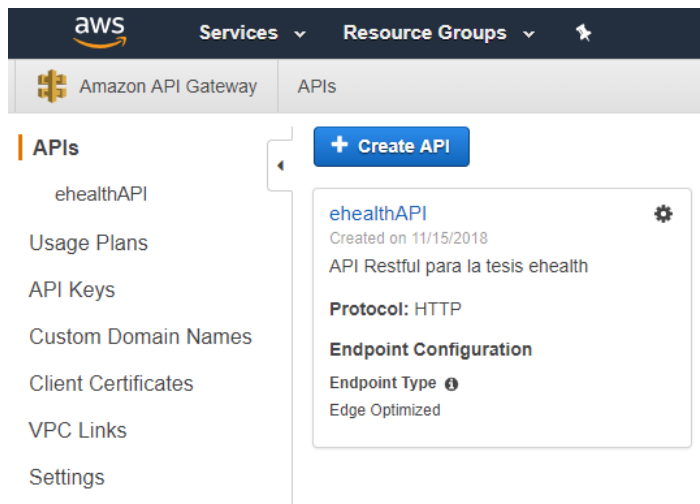 aws
Services
Resource Groups
Amazon API Gateway
APIs
APIs
ehealthAPI
Usage Plans
API Keys
Custom Domain Names
Client Certificates
VPC Links
Settings
+ Create API
ehealthAPI
Created on 11/15/2018
API Restful para la tesis ehealth
Protocol: HTTP
Endpoint Configuration
Endpoint Type
Edge Optimized